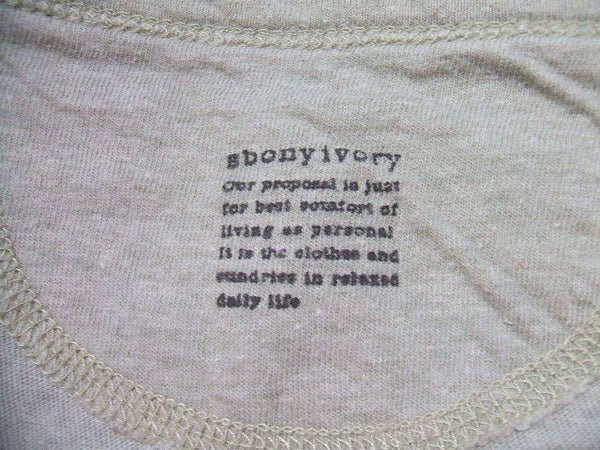 ebonyivory
Our proposal is just
for best comfort of
living as personal
It is the clothes and
sundries in relaxed
daily life